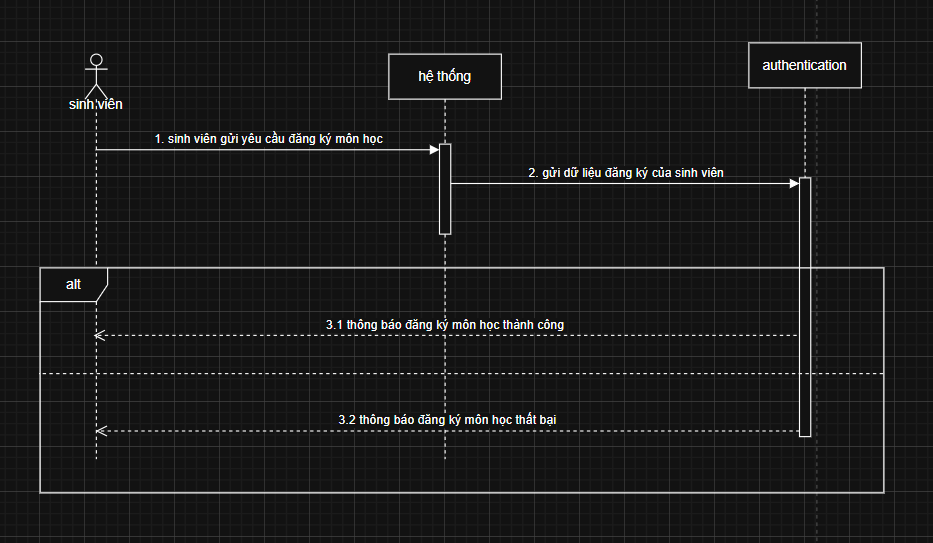 sinh viên
hệ thống
authentication
1. sinh viên gửi yêu cầu đăng ký môn học
2. gửi dữ liệu đăng ký của sinh viên
alt
3.1 thông báo đăng ký môn học thành công
3.2 thông báo đăng ký môn học thất bại